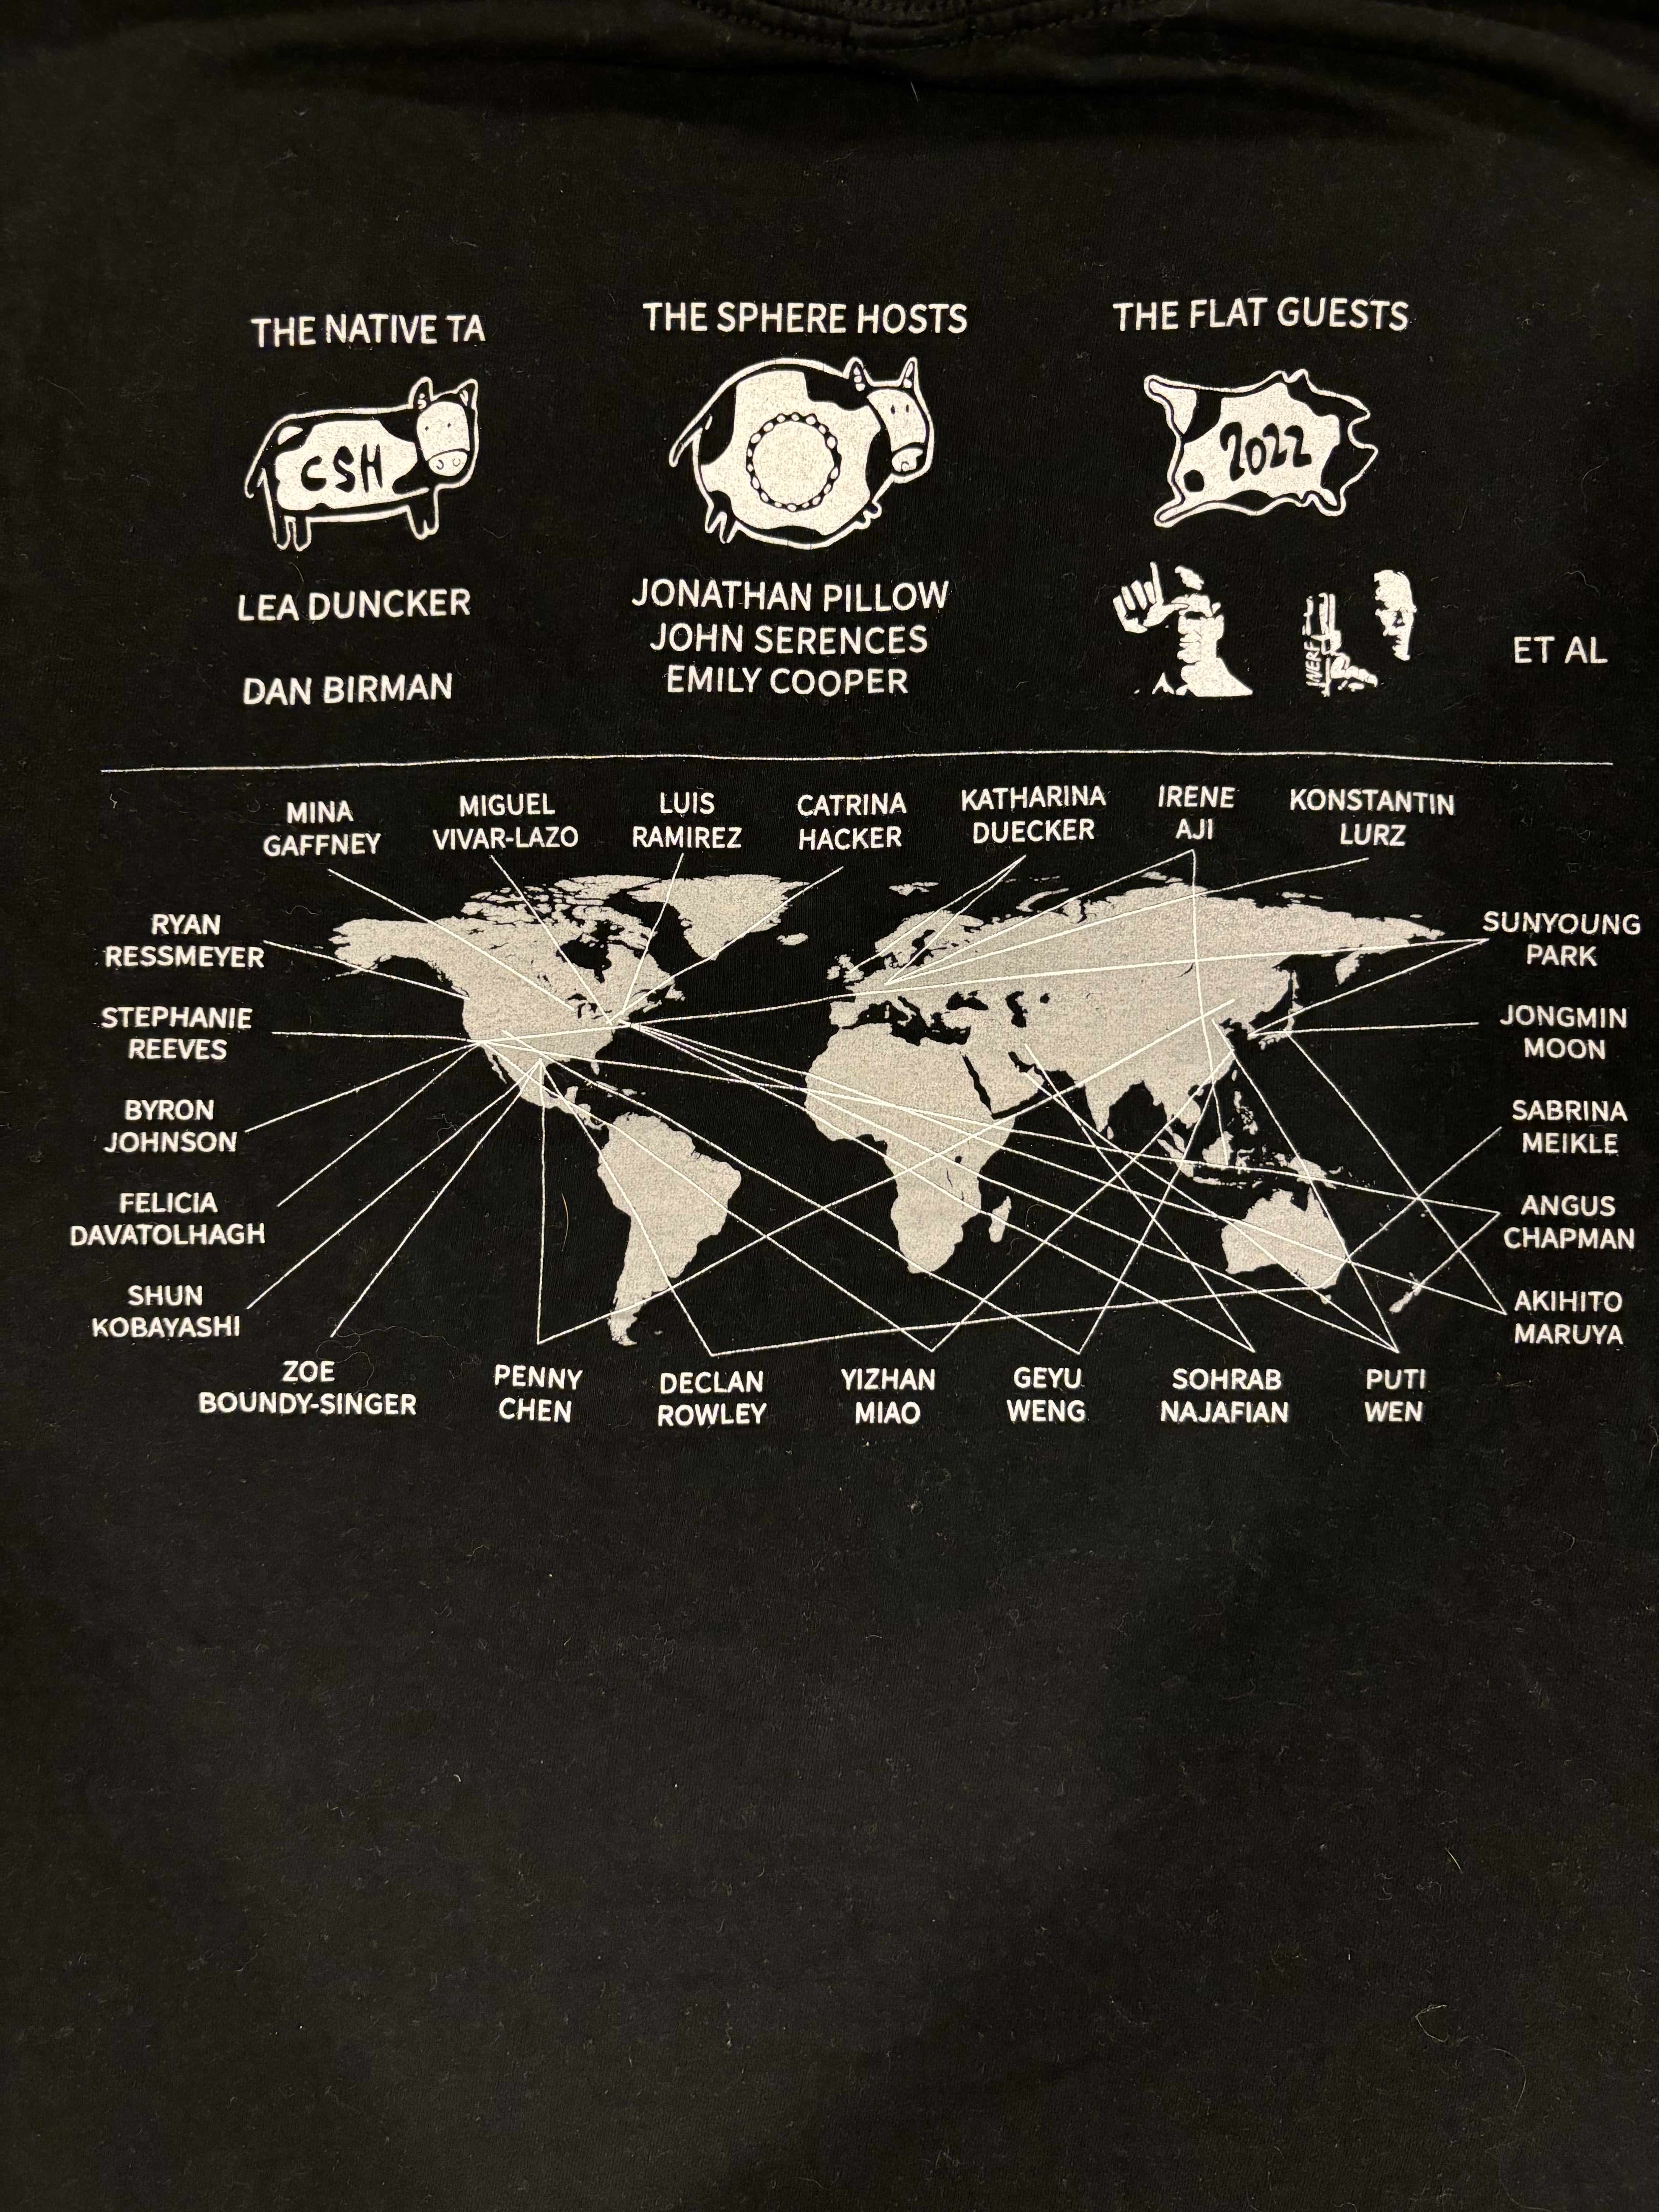 THE NATIVE TA
THE SPHERE HOSTS
THE FLAT GUESTS
CSH
2022
LEA DUNCKER
DAN BIRMAN
JONATHAN PILLOW
JOHN SERENCES
EMILY COOPER
NERF
ET AL
MINA
GAFFNEY
MIGUEL
VIVAR-LAZO
LUIS
RAMIREZ
CATRINA
HACKER
KATHARINA
DUECKER
IRENE
AJI
KONSTANTIN
LURZ
RYAN
RESSMEYER
STEPHANIE
REEVES
BYRON
JOHNSON
FELICIA
DAVATOLHAGH
SHUN
KOBAYASHI
ZOE
BOUNDY-SINGER
PENNY
CHEN
DECLAN
ROWLEY
YIZHAN
MIAO
GEYU
WENG
SOHRAB
NAJAFIAN
PUTI
WEN
SUNYOUNG
PARK
JONGMIN
MOON
SABRINA
MEIKLE
ANGUS
CHAPMAN
AKIHITO
MARUYA